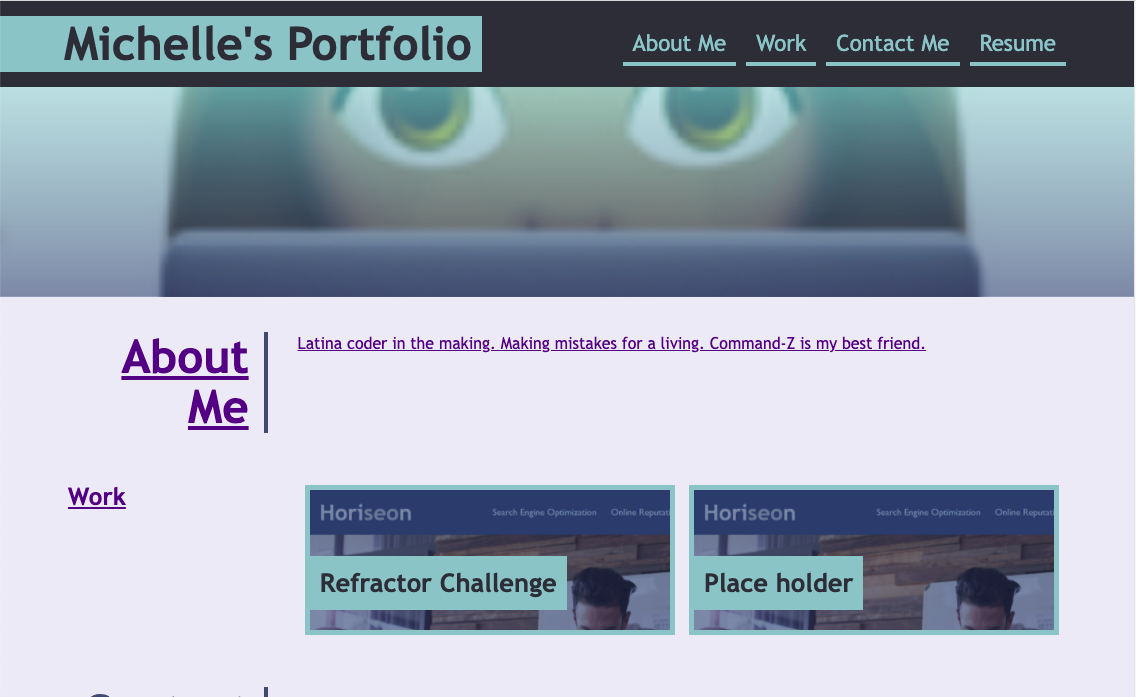 Michelle's Portfolio
About Me Work Contact Me Resume
About
Me
Latina coder in the making. Making mistakes for a living. Command-Z is my best friend.
Work
Horiseon Search Engine Optimization Online
Refractor Challenge
Horiseon Search Engine Optimization Online
Place holder